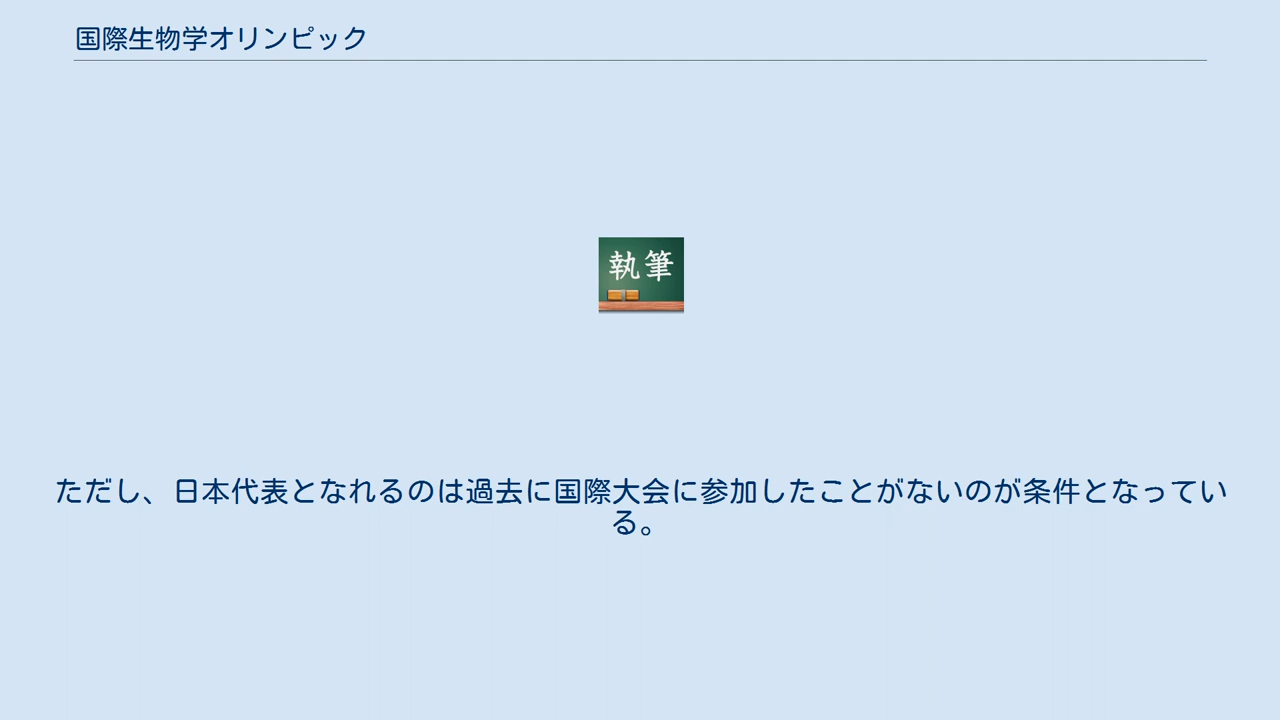 国際生物学オリンピック
執筆
ただし、日本代表となれるのは過去に国際大会に参加したことがないのが条件となってい
る。